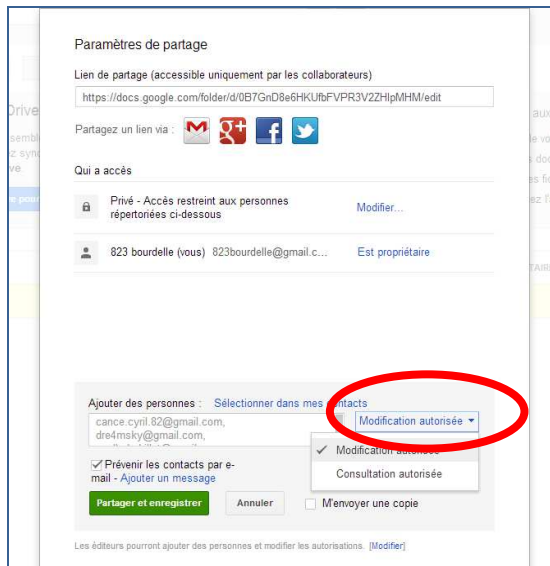 Paramètres de partage
Lien de partage (accessible uniquement par les collaborateurs)
https://docs.google.com/folder/d/0B7GnD8e6HKUfbFVPR3V2ZHlpMHM/edit
Partagez un lien via :
Qui a accès
Privé - Accès restreint aux personnes
répertoriées ci-dessous
Modifier...
823 bourdelle (vous) 823bourdelle@gmail.c... Est propriétaire
Ajouter des personnes : Sélectionner dans mes contacts
cance.cyril.82@gmail.com,
dre4msky@gmail.com,
Modification autorisée
Modification autorisée
Consultation autorisée
Prévenir les contacts par e-
mail - Ajouter un message
Partager et enregistrer Annuler M'envoyer une copie
Les éditeurs pourront ajouter des personnes et modifier les autorisations. [Modifier]